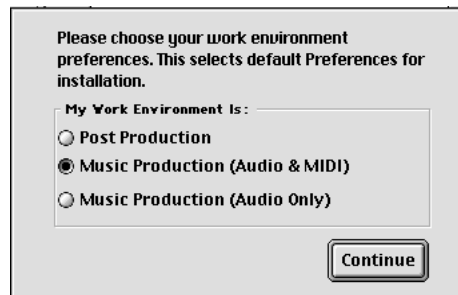 Please choose your work environment
preferences. This selects default Preferences for
installation.
My Work Environment Is:
Post Production
Music Production (Audio & MIDI)
Music Production (Audio Only)
Continue